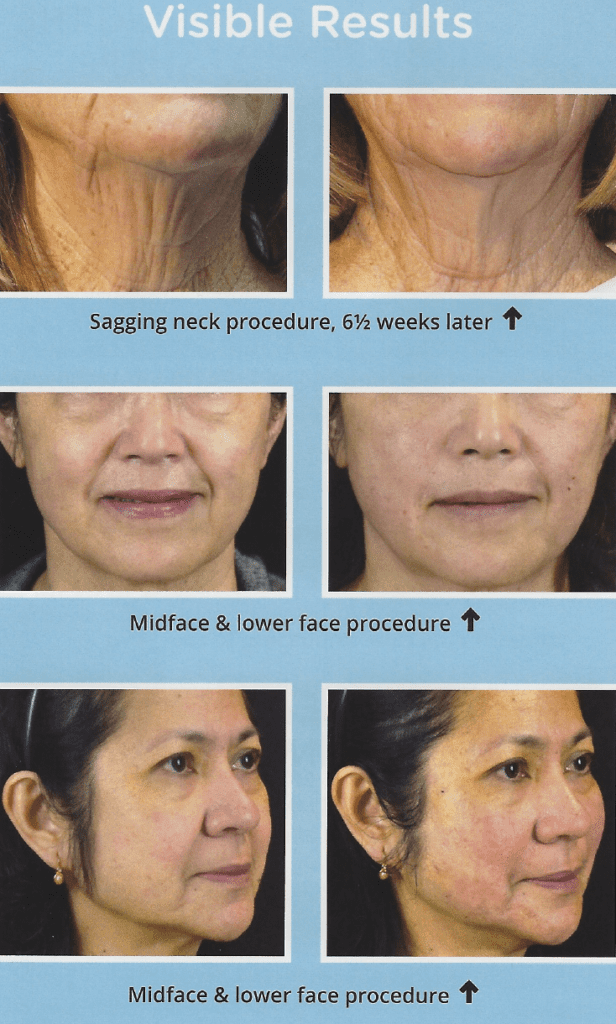 Visible Results
Sagging neck procedure, 6½ weeks later ↑
Midface & lower face procedure ↑
Midface & lower face procedure ↑